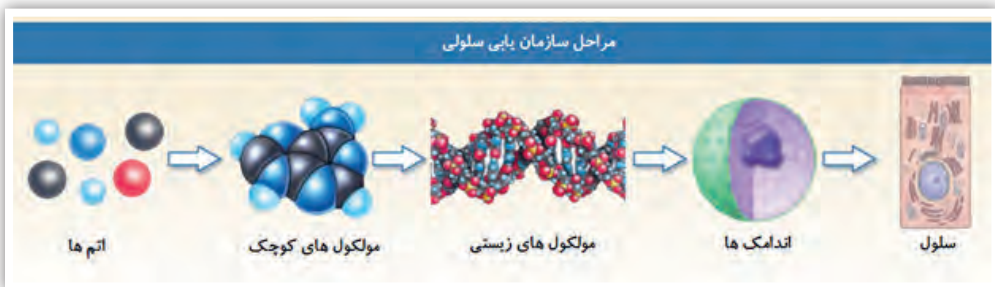 مراحل سازمان یابی سلولی
اتم ها
مولکول های کوچک
مولکول های زیستی
اندامک ها
سلول